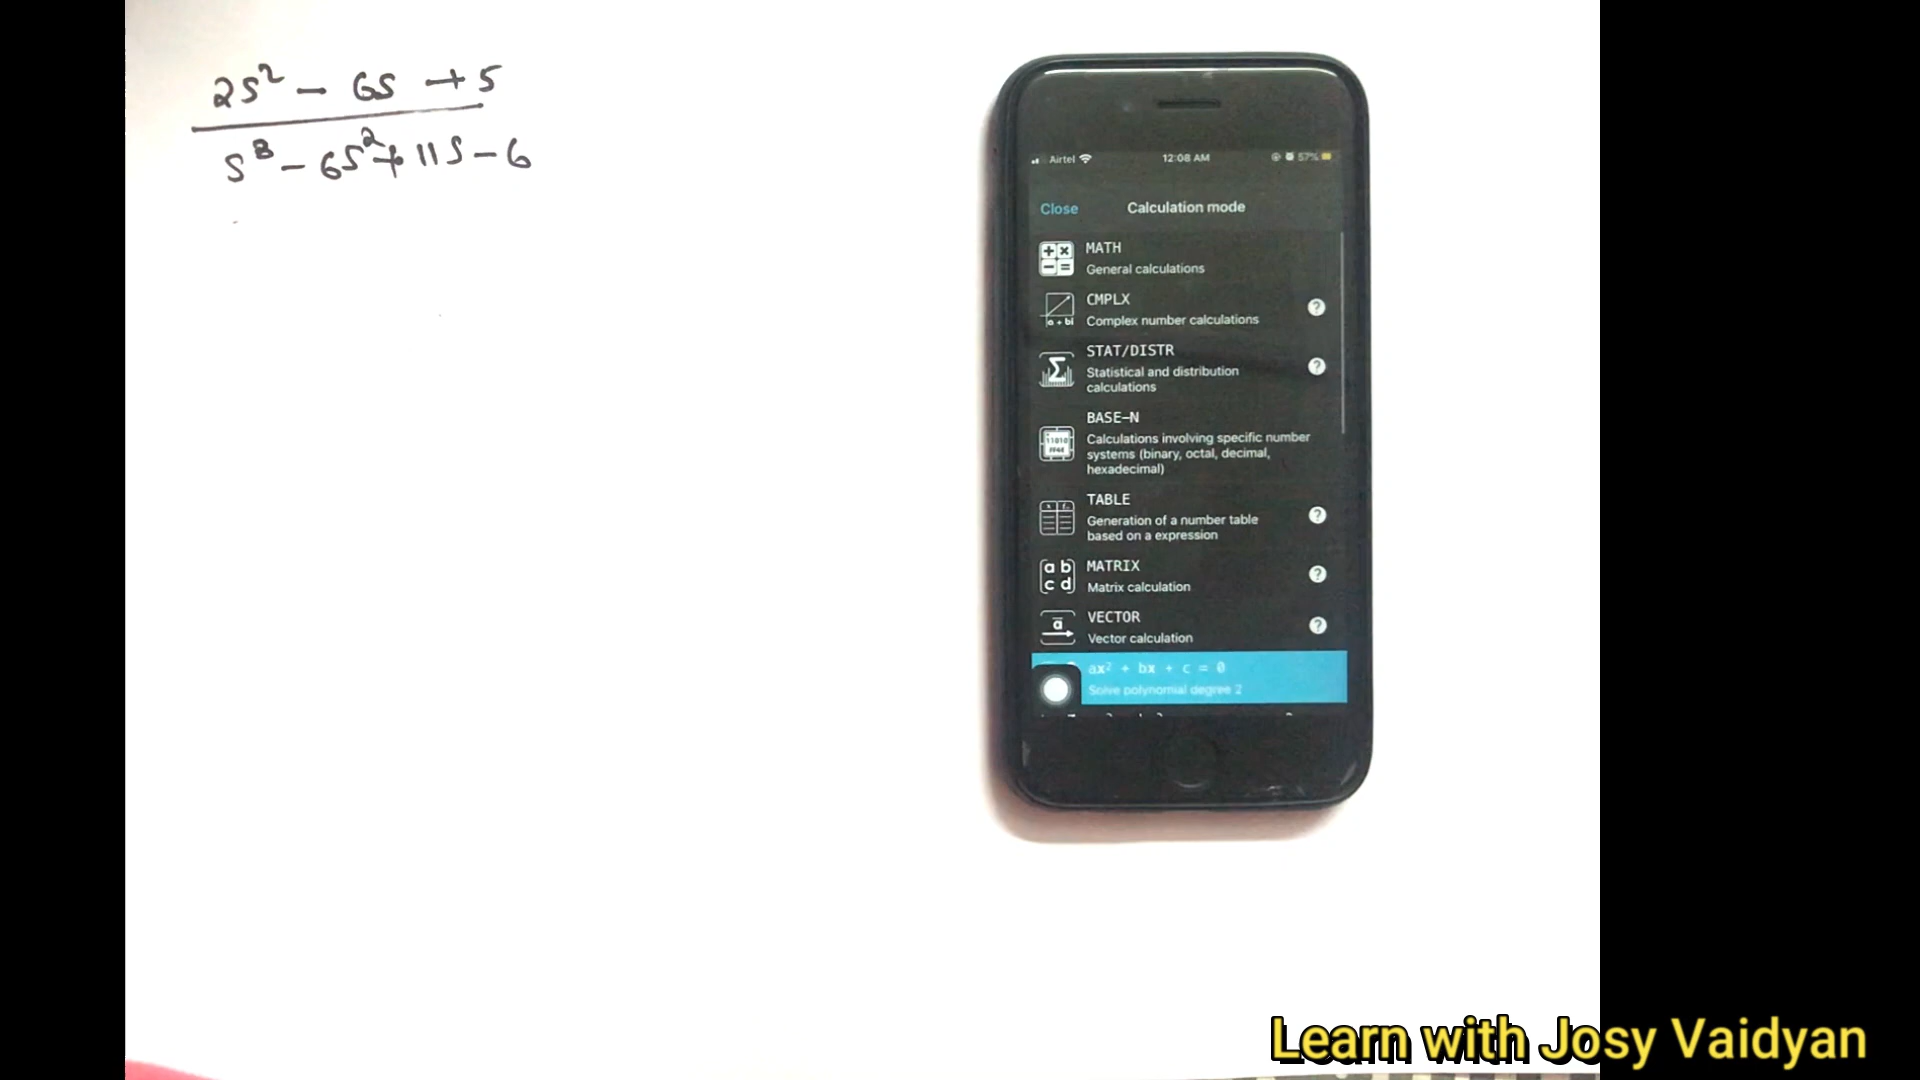 2S² - 6S + 5
S³ - 6S² + 11S - 6
Airtel 12:08 AM 57%
Close Calculation mode
MATH
General calculations
CMPLX
a + bi
Complex number calculations ?
STAT/DISTR
Σ
Statistical and distribution ?
calculations
BASE-N
Calculations involving specific number
systems (binary, octal, decimal,
hexadecimal)
TABLE
Generation of a number table ?
based on a expression
a b
c d
MATRIX
Matrix calculation ?
a
VECTOR
Vector calculation ?
ax² + bx + c = 0
Solve polynomial degree 2
Learn with Josy Vaidyan